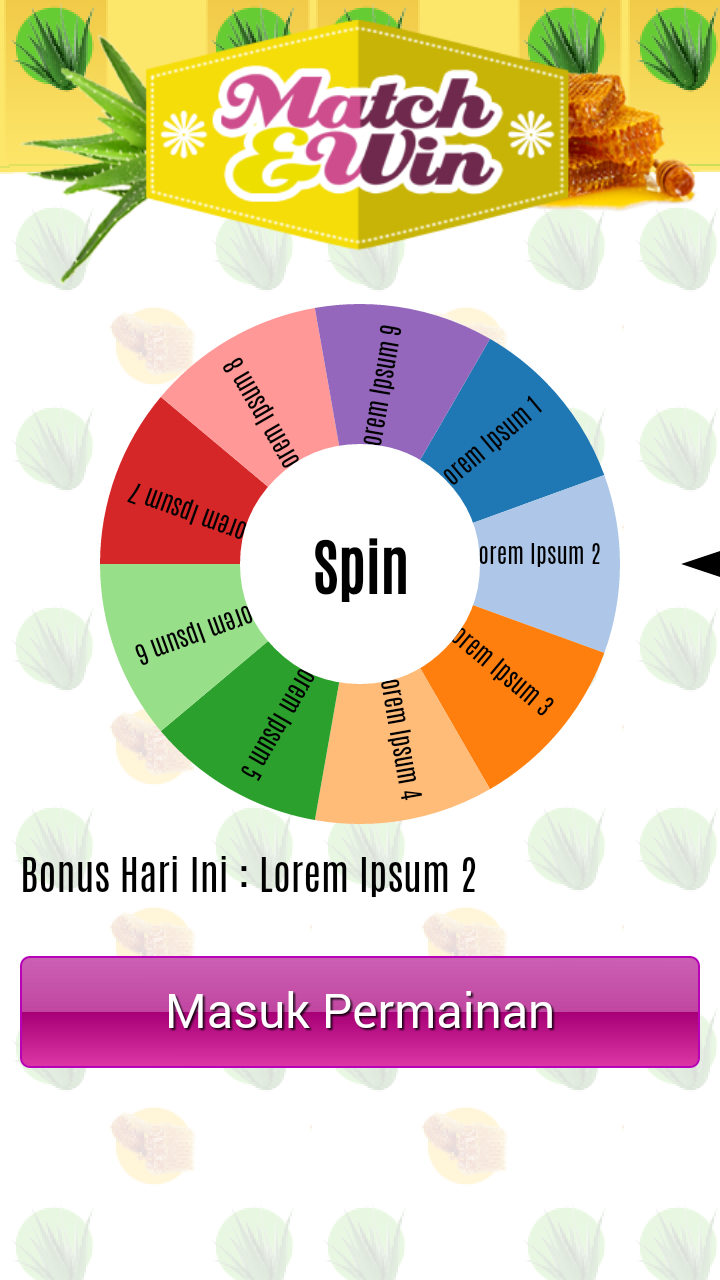 Match
&Win
orem Ipsum 9
orem Ipsum 1
orem Ipsum 2
orem Ipsum 3
orem Ipsum 4
orem Ipsum 5
orem Ipsum 6
orem Ipsum 7
orem Ipsum 8
Spin
Bonus Hari Ini : Lorem Ipsum 2
Masuk Permainan